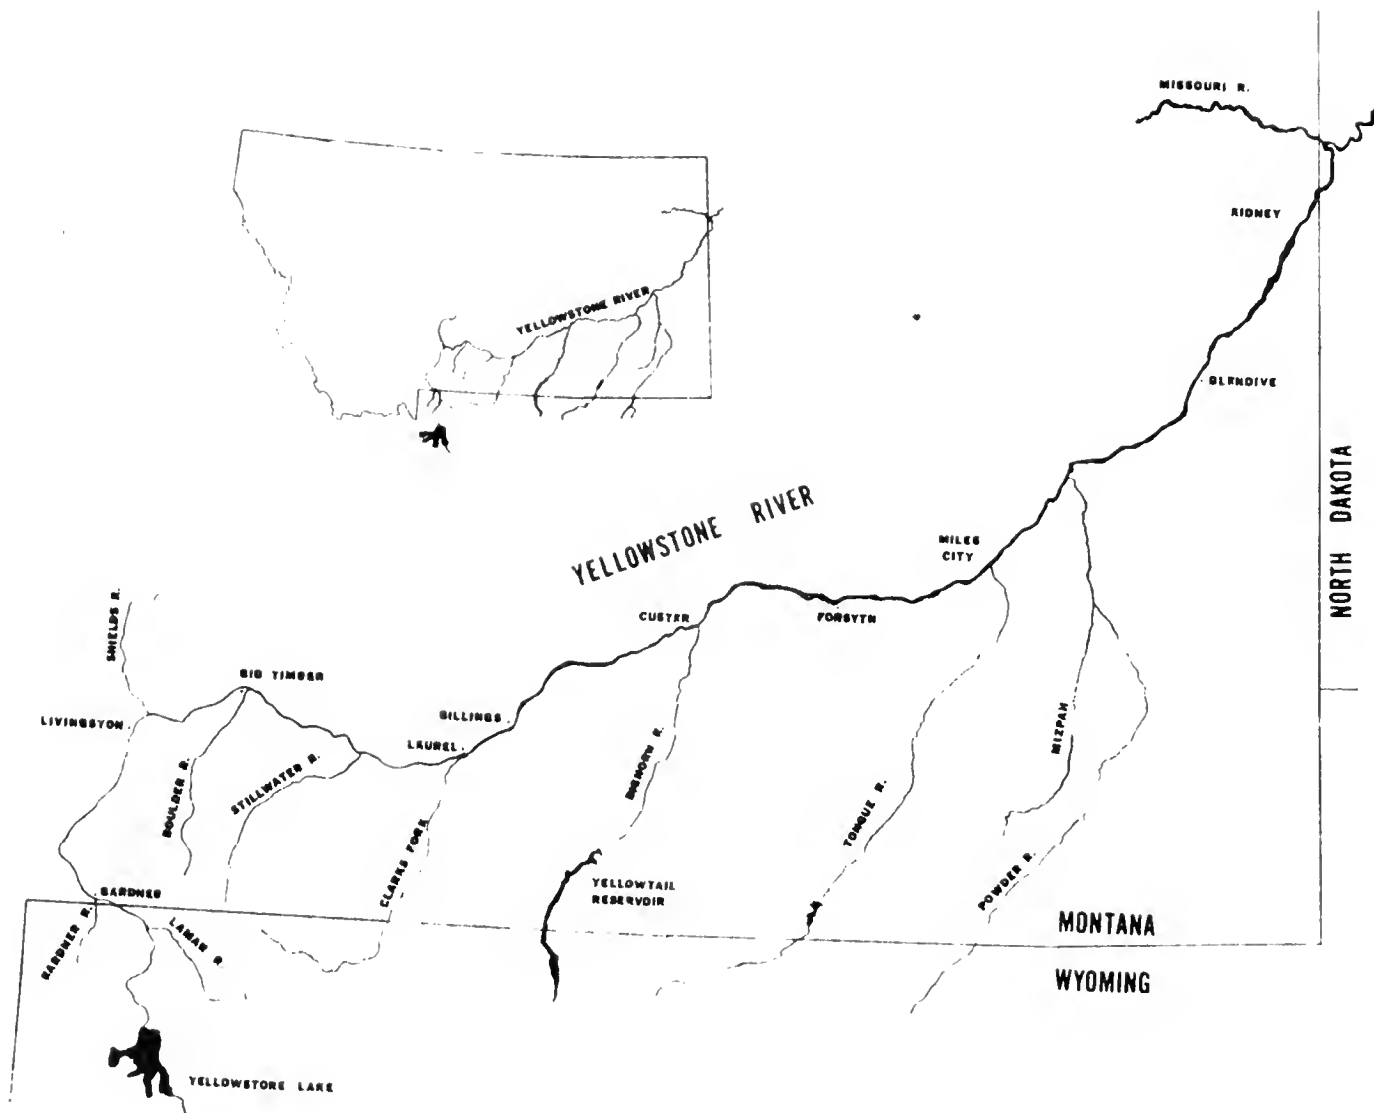 MISSOURI R.
SIDNEY
YELLOWSTONE RIVER
GLENDIVE
NORTH DAKOTA
YELLOWSTONE RIVER
MILES
CITY
SHIELDS R.
CUSTER
FORSYTH
BIG TIMBER
LIVINGSTON
BILLINGS
LAUREL
BIGHORN R.
MIZPAH
STILLWATER R.
BOULDER R.
TONGUE R.
CLARKS FORK
POWDER R.
YELLOWTAIL
RESERVOIR
GARDNER
GARDNER R.
LAMAR R.
MONTANA
WYOMING
YELLOWSTONE LAKE